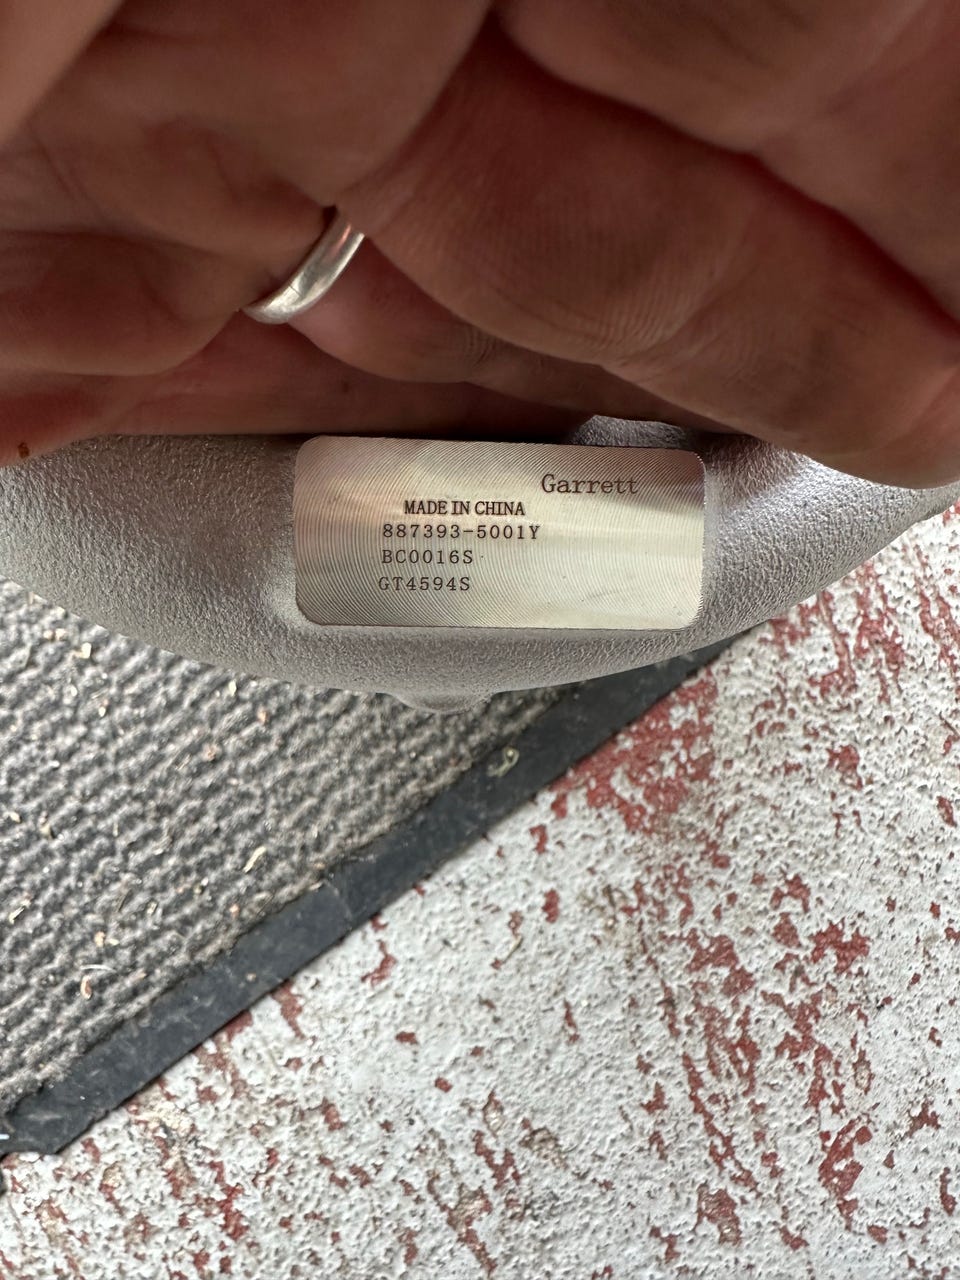 Garrett
MADE IN CHINA
887393-5001Y
BC0016S
GT4594S